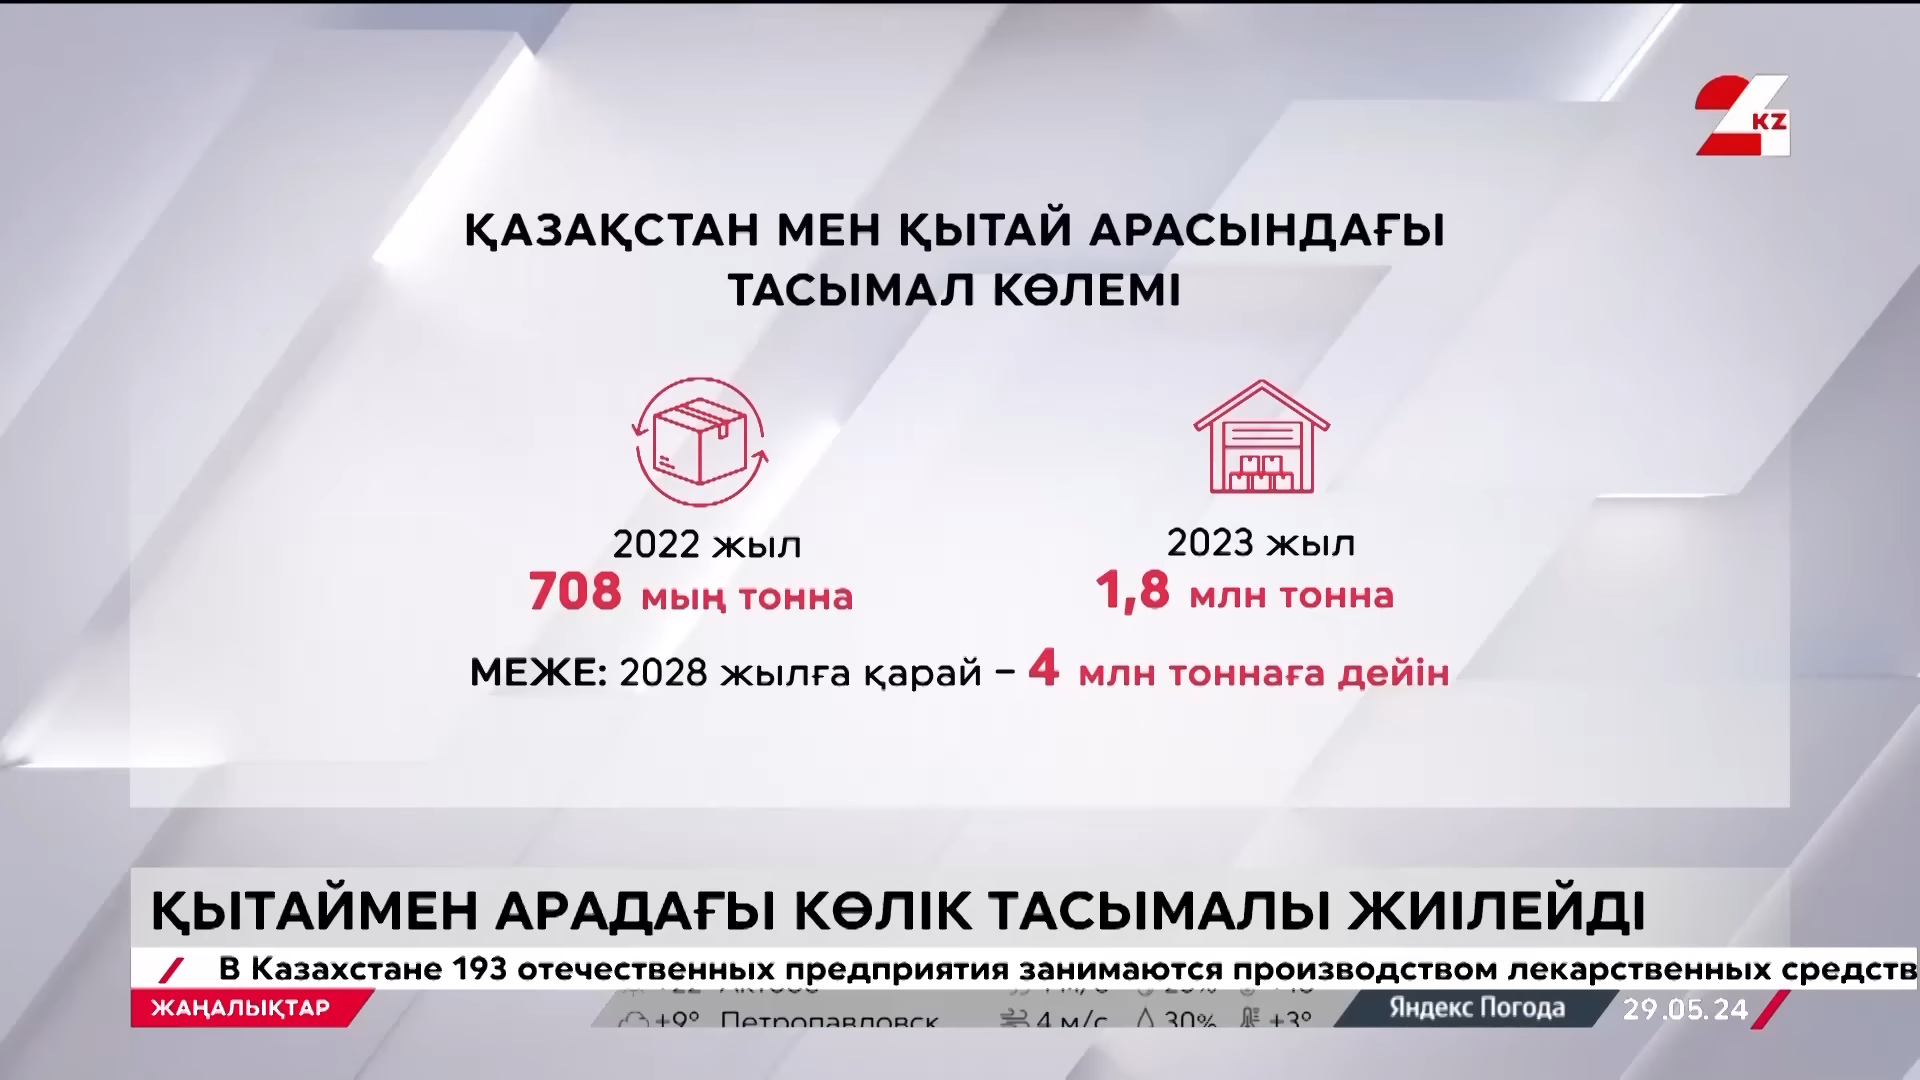 24 KZ
ҚАЗАҚСТАН МЕН ҚЫТАЙ АРАСЫНДАҒЫ
ТАСЫМАЛ КӨЛЕМІ
2022 жыл
708 мың тонна
2023 жыл
1,8 млн тонна
МЕЖЕ: 2028 жылға қарай – 4 млн тоннаға дейін
ҚЫТАЙМЕН АРАДАҒЫ КӨЛІК ТАСЫМАЛЫ ЖИІЛЕЙДІ
В Казахстане 193 отечественных предприятия занимаются производством лекарственных средств
ЖАҢАЛЫҚТАР
+9° Петропавловск 4 м/с 30% +3°
Яндекс Погода
29.05.24